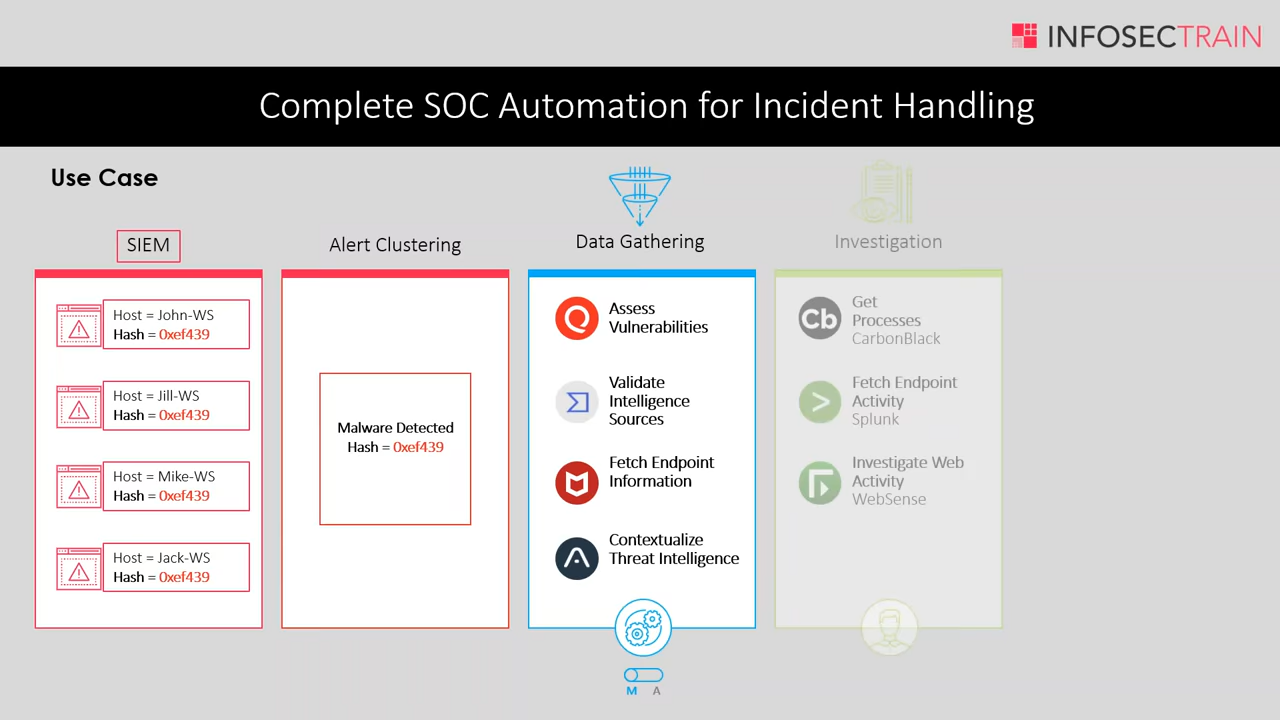 INFOSECTRAIN
Complete SOC Automation for Incident Handling
Use Case
SIEM
Host = John-WS
Hash = 0xef439
Host = Jill-WS
Hash = 0xef439
Host = Mike-WS
Hash = 0xef439
Host = Jack-WS
Hash = 0xef439
Alert Clustering
Malware Detected
Hash = 0xef439
Data Gathering
Assess
Vulnerabilities
Validate
Intelligence
Sources
Fetch Endpoint
Information
Contextualize
Threat Intelligence
M A
Investigation
Cb
Get
Processes
CarbonBlack
Fetch Endpoint
Activity
Splunk
Investigate Web
Activity
WebSense